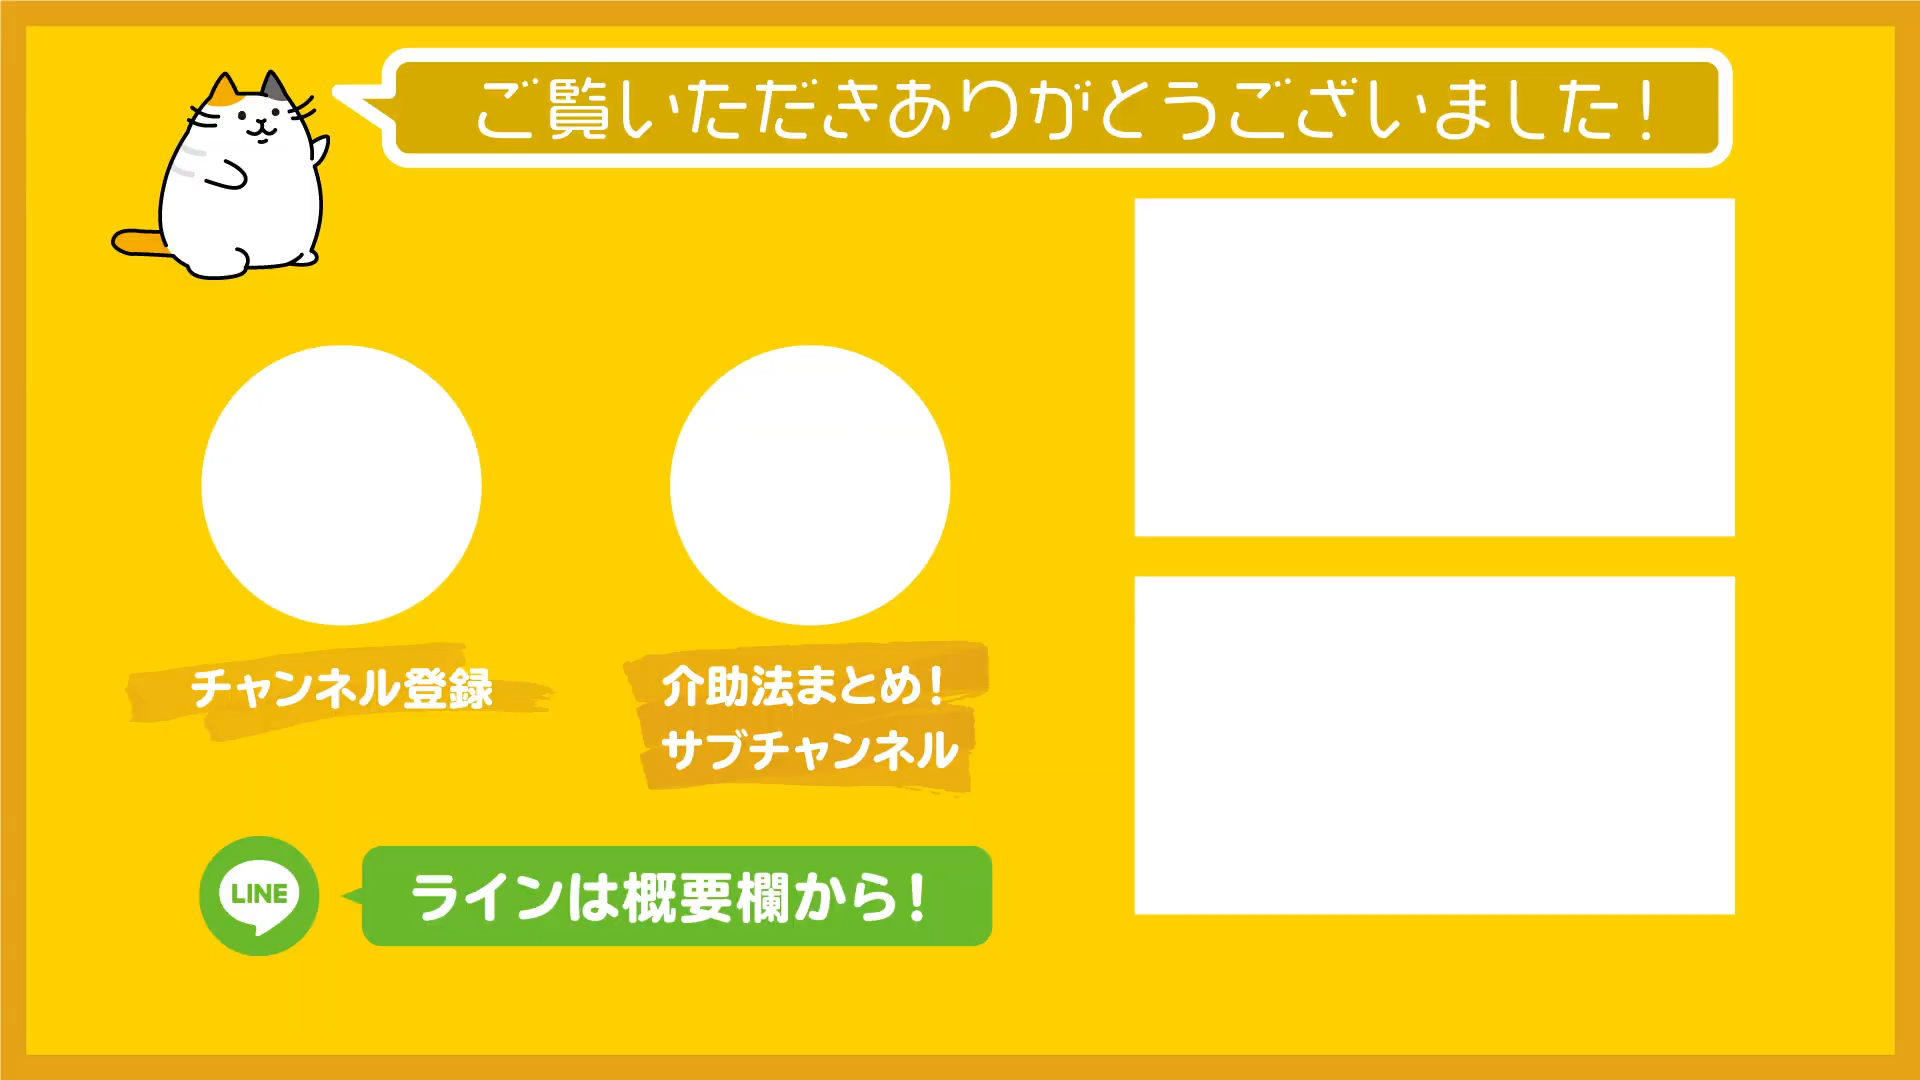 ご覧いただきありがとうございました!
チャンネル登録
介助法まとめ!
サブチャンネル
LINE
ラインは概要欄から!